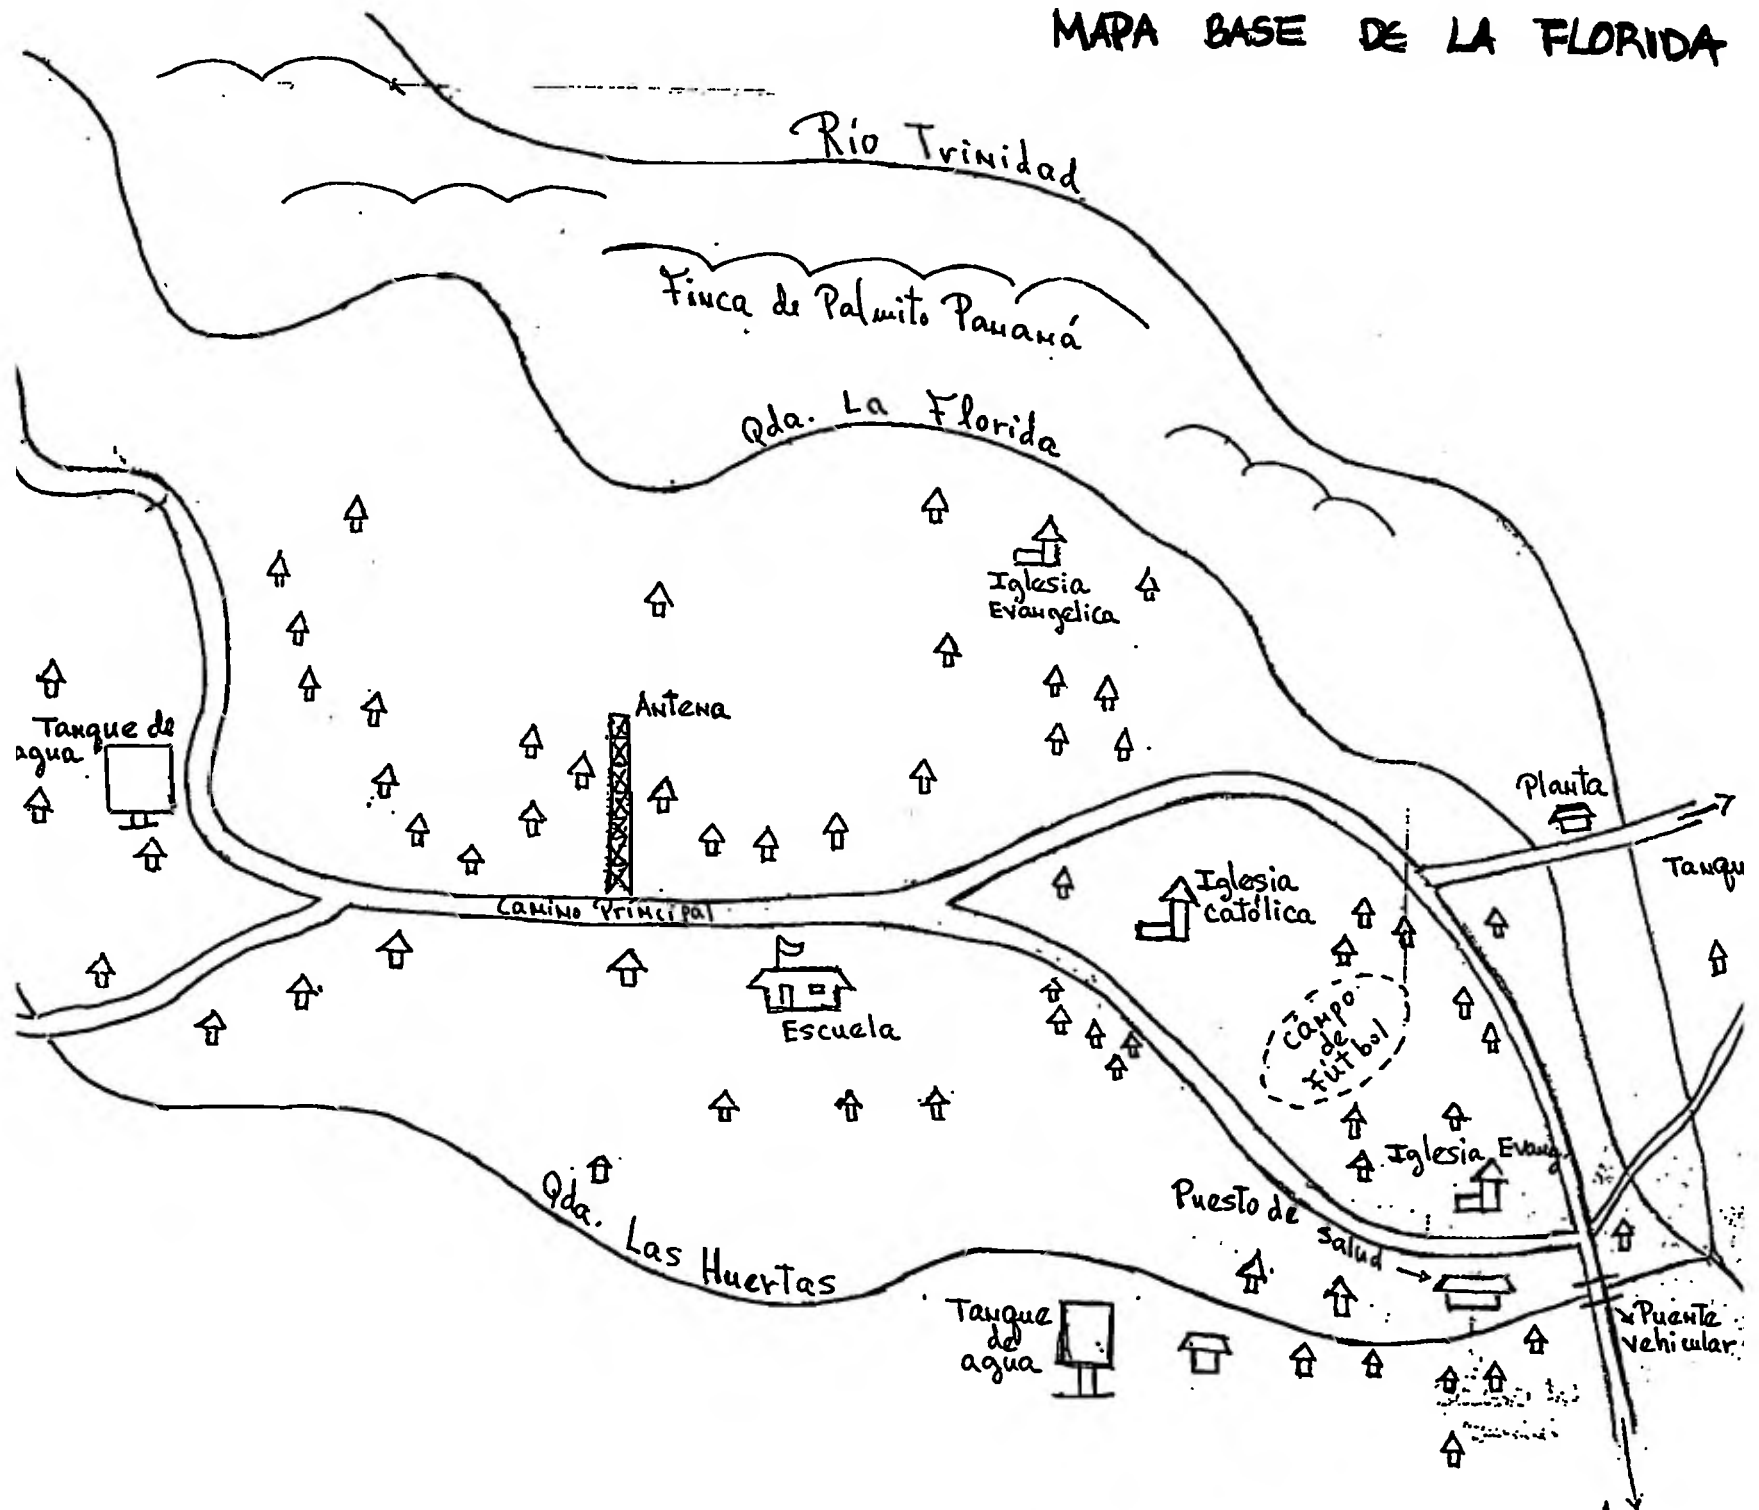 MAPA BASE DE LA FLORIDA
Río Trinidad
Finca de Palmito Panamá
Qda. La Florida
Iglesia
Evangelica
Antena
Tanque de
agua
Planta
Tanqu
Camino Principal
Iglesia
Católica
Escuela
Campo
de
Fútbol
Iglesia Evang.
Puesto de
Salud
Qda. Las Huertas
Tanque
de
agua
Puente
vehicular